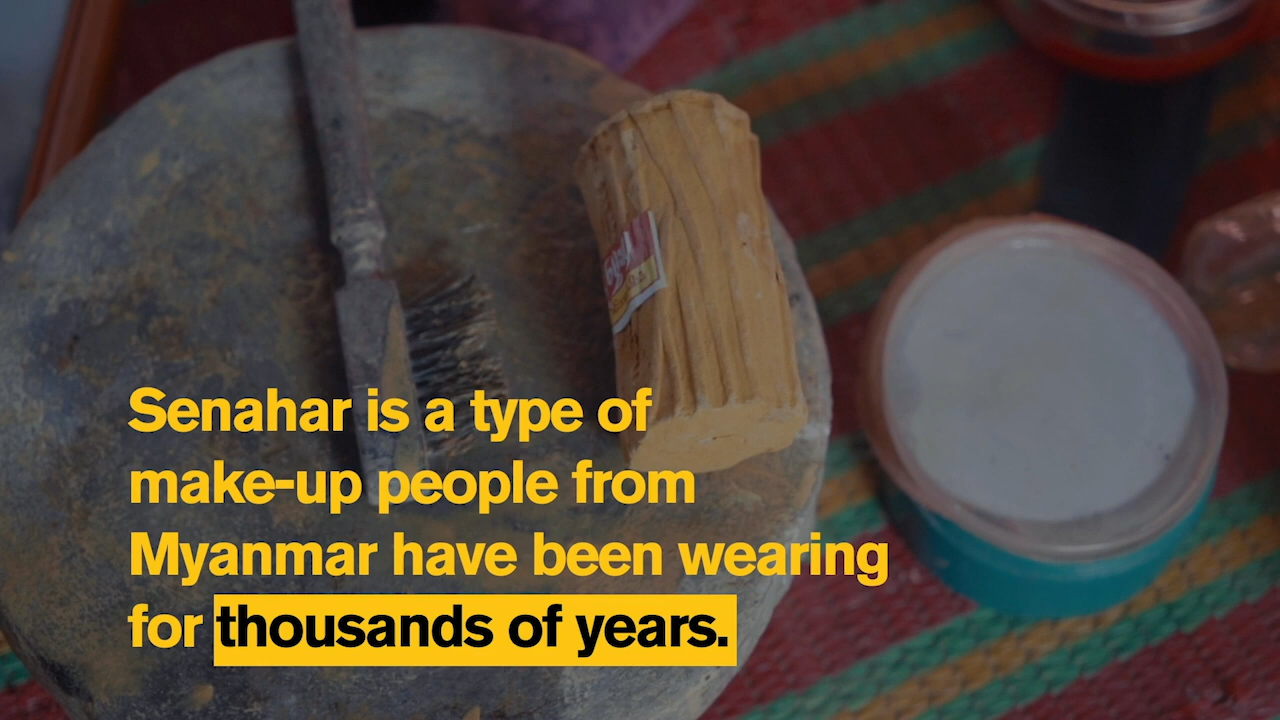 Senahar is a type of
make-up people from
Myanmar have been wearing
for thousands of years.